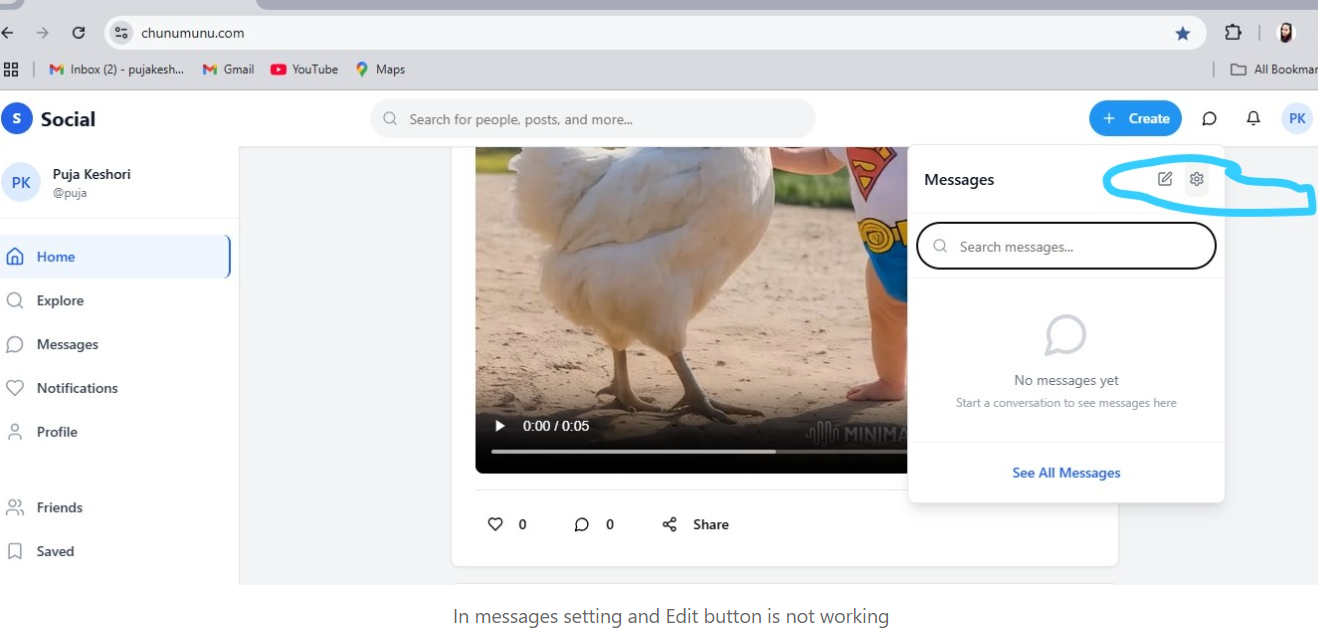 chunumunu.com
Inbox (2) - pujakesh...
Gmail
YouTube
Maps
All Bookmar
S
Social
Search for people, posts, and more...
+ Create
PK
PK
Puja Keshori
@puja
Home
Explore
Messages
Notifications
Profile
Friends
Saved
0:00 / 0:05
MINIMA
0
0
Share
Messages
Search messages...
No messages yet
Start a conversation to see messages here
See All Messages
In messages setting and Edit button is not working